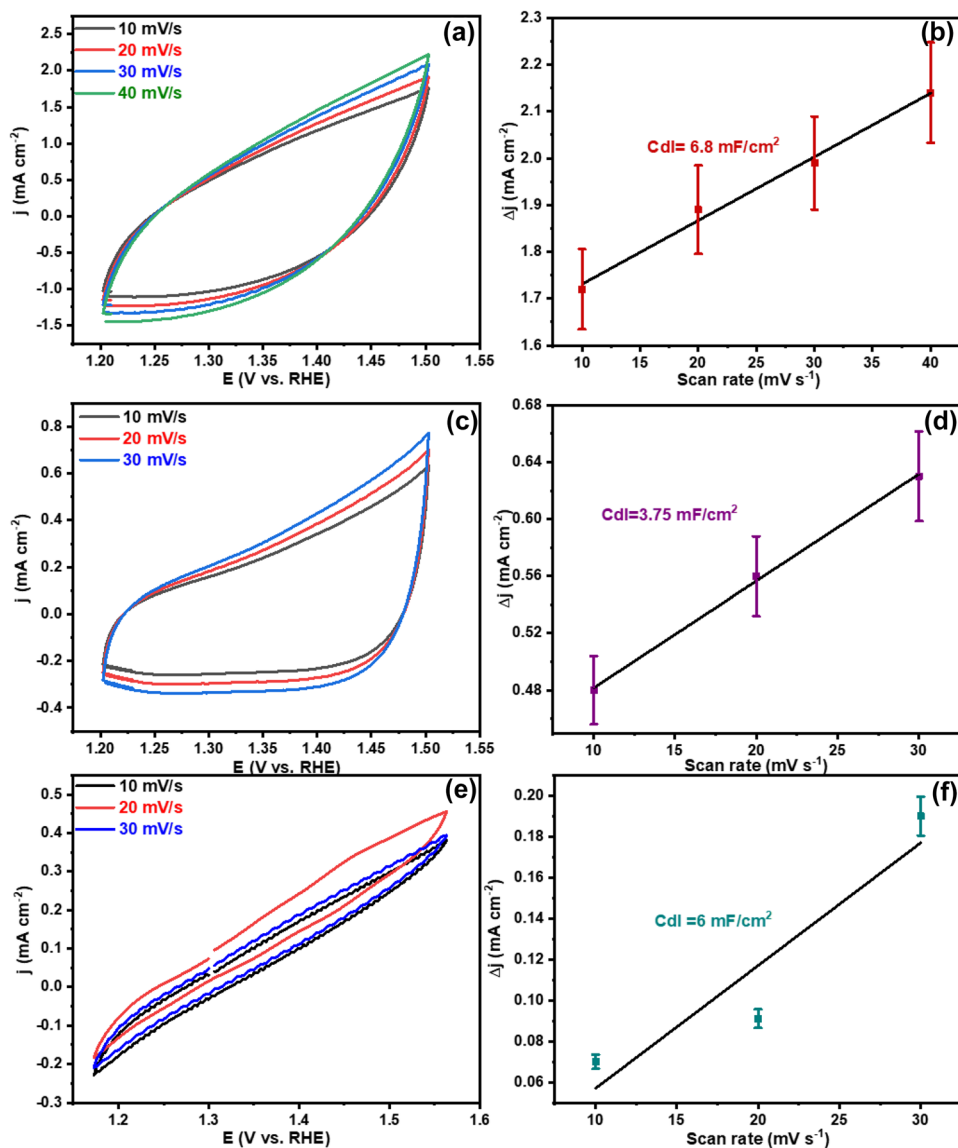 (a)
10 mV/s
20 mV/s
30 mV/s
40 mV/s
j (mA cm⁻²)
2.5
2.0
1.5
1.0
0.5
0.0
-0.5
-1.0
-1.5
1.20 1.25 1.30 1.35 1.40 1.45 1.50 1.55
E (V vs. RHE)
(b)
Cdl= 6.8 mF/cm²
Δj (mA cm⁻²)
2.3
2.2
2.1
2.0
1.9
1.8
1.7
1.6
10 15 20 25 30 35 40
Scan rate (mV s⁻¹)
(c)
10 mV/s
20 mV/s
30 mV/s
j (mA cm⁻²)
0.8
0.6
0.4
0.2
0.0
-0.2
-0.4
1.20 1.25 1.30 1.35 1.40 1.45 1.50 1.55
E (V vs. RHE)
(d)
Cdl=3.75 mF/cm²
Δj (mA cm⁻²)
0.68
0.64
0.60
0.56
0.52
0.48
10 15 20 25 30
Scan rate (mV s⁻¹)
(e)
10 mV/s
20 mV/s
30 mV/s
j (mA cm⁻²)
0.5
0.4
0.3
0.2
0.1
0.0
-0.1
-0.2
-0.3
1.2 1.3 1.4 1.5 1.6
E (V vs. RHE)
(f)
Cdl =6 mF/cm²
Δj (mA cm⁻²)
0.20
0.18
0.16
0.14
0.12
0.10
0.08
0.06
10 15 20 25 30
Scan rate (mV s⁻¹)